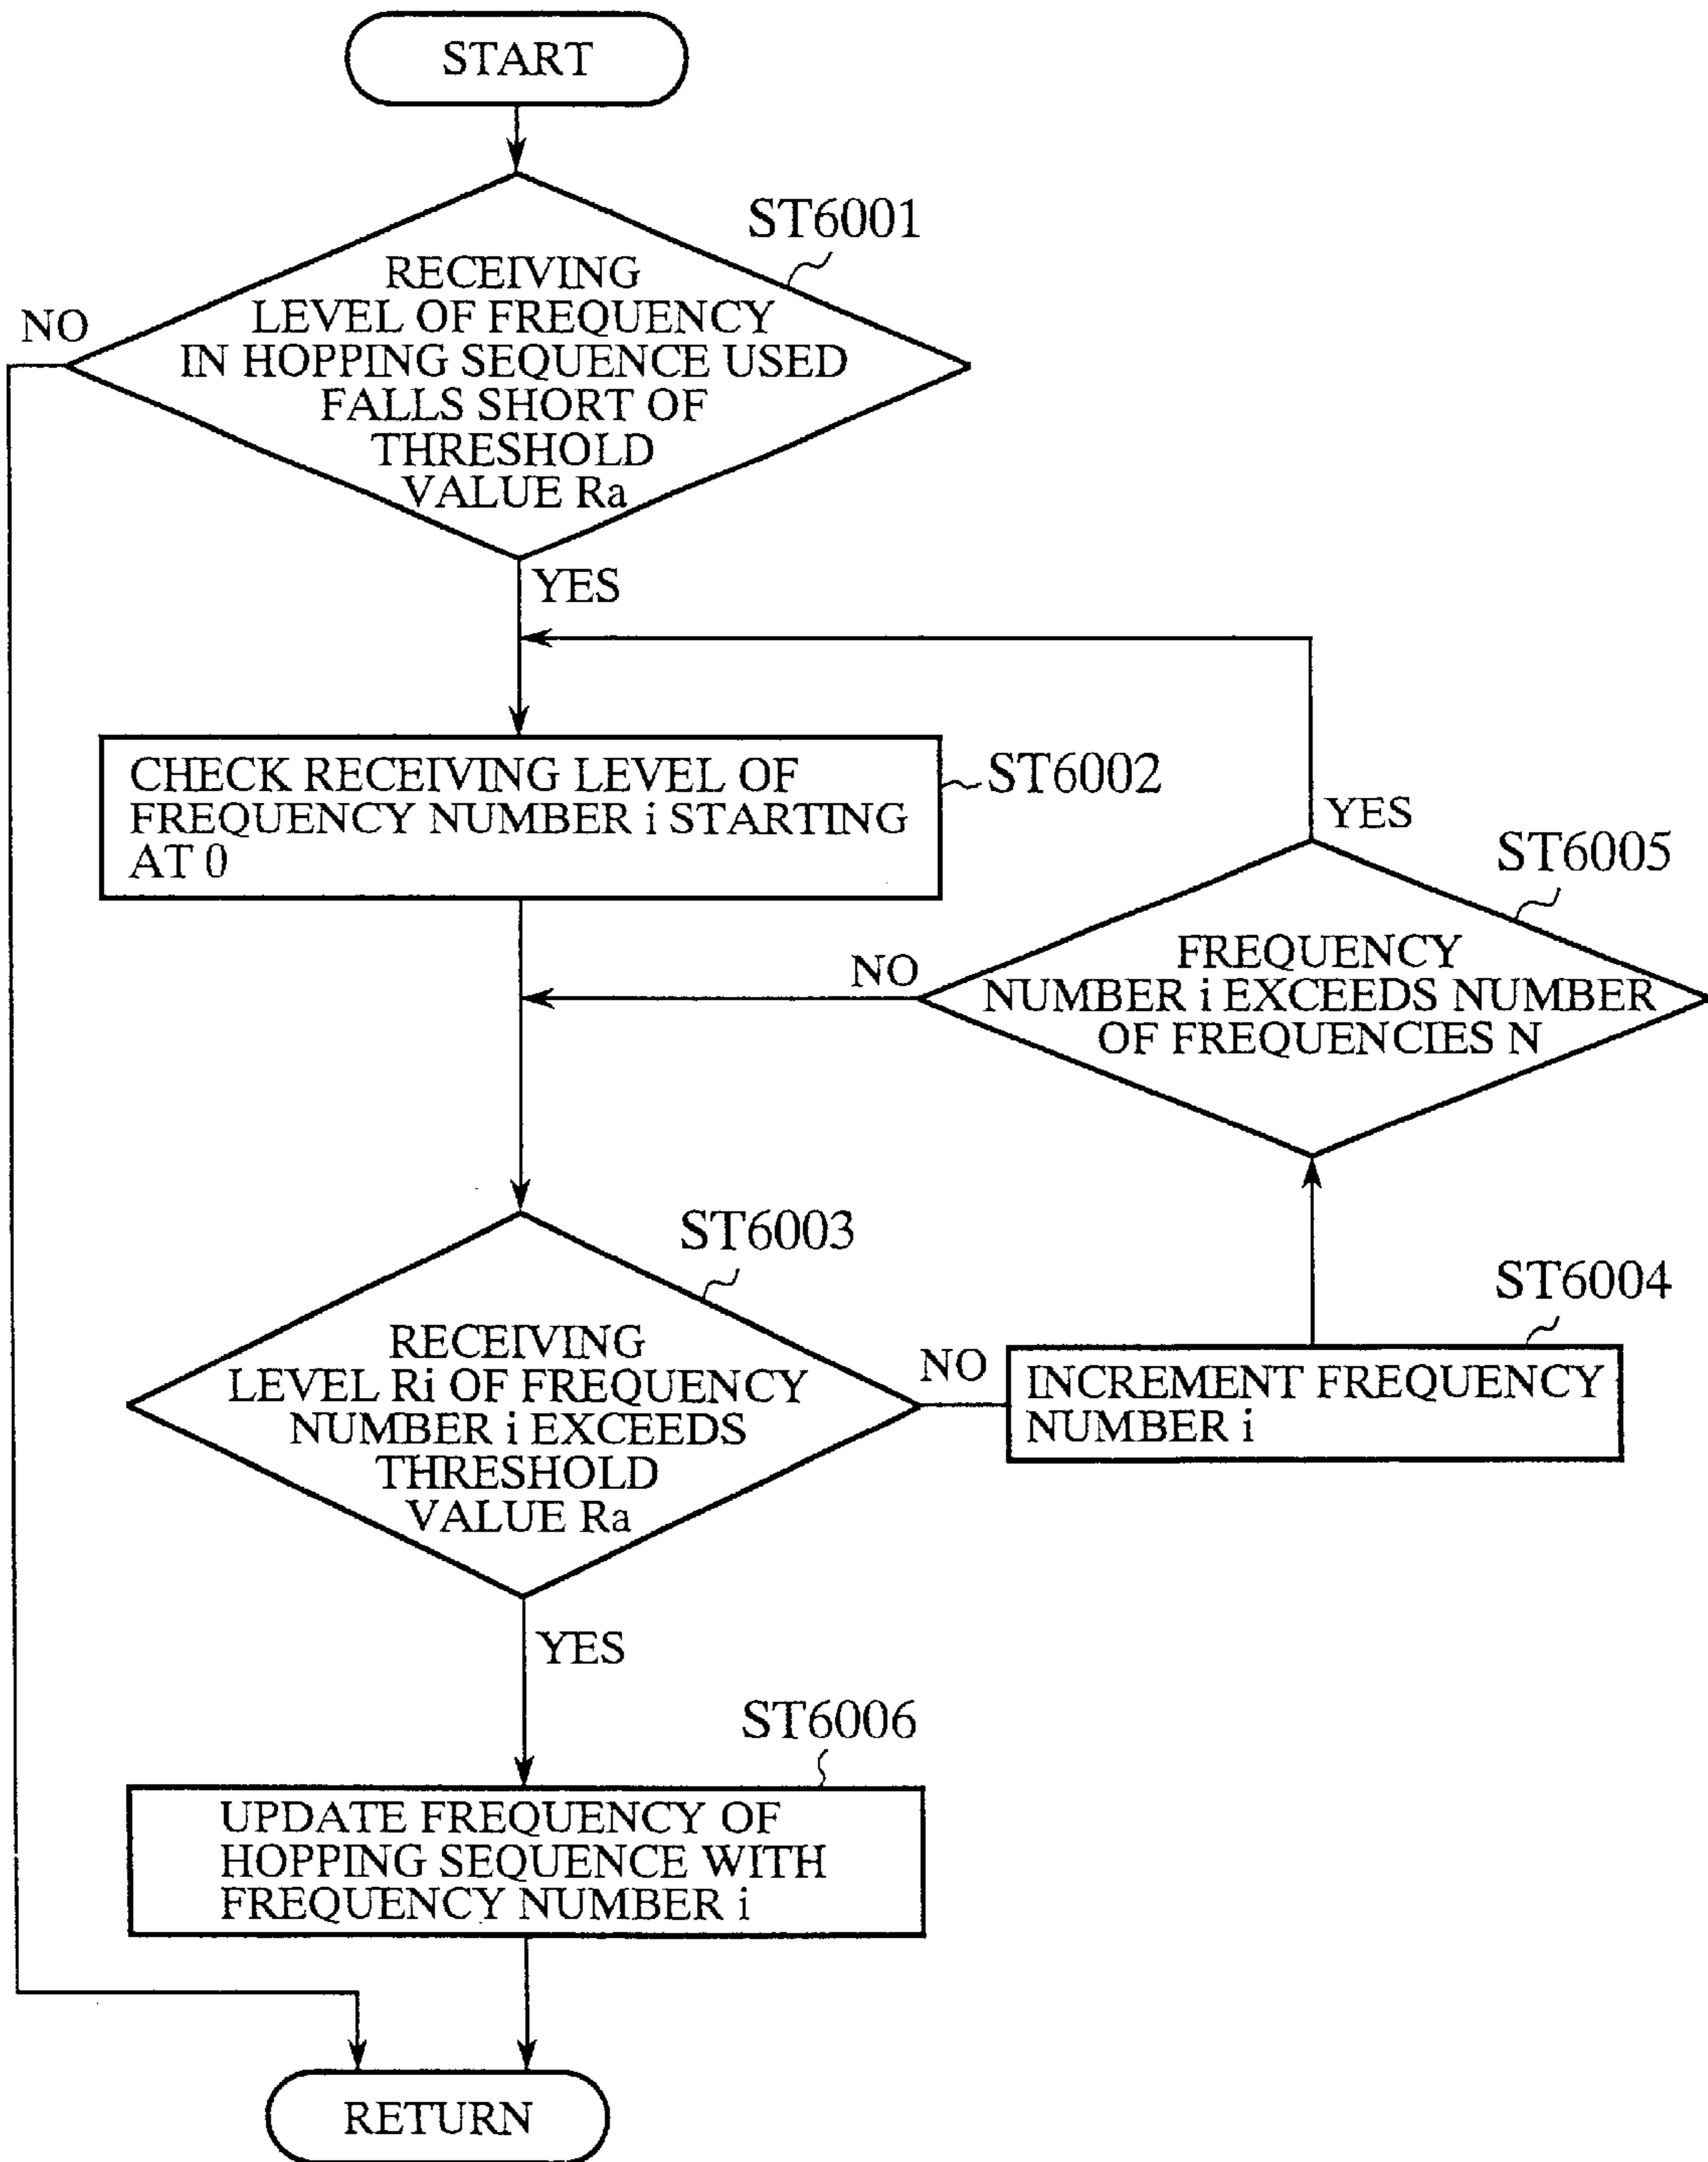 START
ST6001
RECEIVING
LEVEL OF FREQUENCY
IN HOPPING SEQUENCE USED
FALLS SHORT OF
THRESHOLD
VALUE Ra
NO
YES
CHECK RECEIVING LEVEL OF
FREQUENCY NUMBER i STARTING
AT 0
ST6002
YES
ST6005
FREQUENCY
NUMBER i EXCEEDS NUMBER
OF FREQUENCIES N
NO
ST6003
RECEIVING
LEVEL Ri OF FREQUENCY
NUMBER i EXCEEDS
THRESHOLD
VALUE Ra
NO
ST6004
INCREMENT FREQUENCY
NUMBER i
YES
ST6006
UPDATE FREQUENCY OF
HOPPING SEQUENCE WITH
FREQUENCY NUMBER i
RETURN